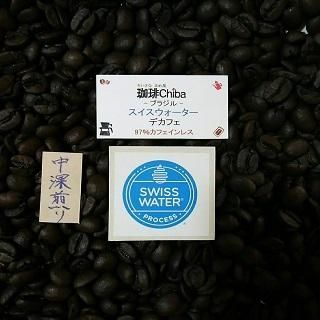 珈琲Chiba
- ブラジル -
スイスウォーター
デカフェ
97%カフェインレス
中深煎り
SWISS
WATER
PROCESS